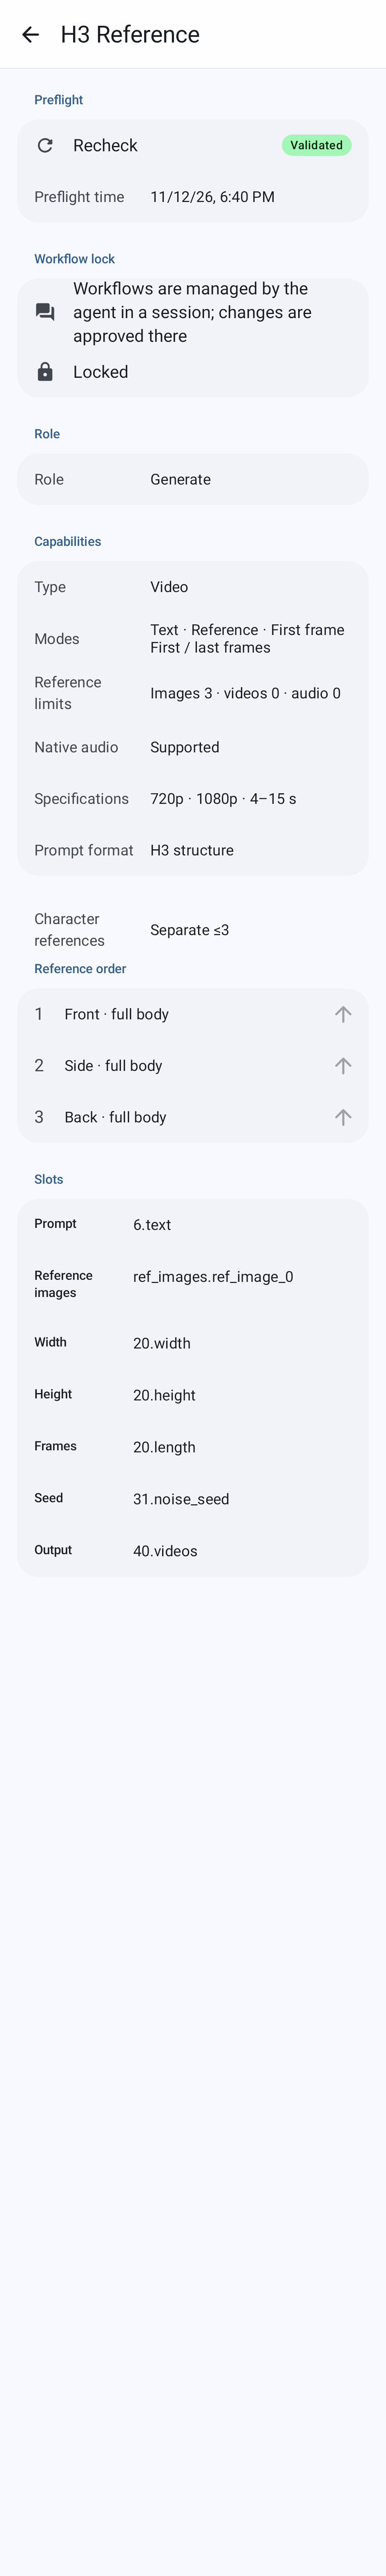 H3 Reference
Preflight
Recheck
Validated
Preflight time
11/12/26, 6:40 PM
Workflow lock
Workflows are managed by the
agent in a session; changes are
approved there
Locked
Role
Role
Generate
Capabilities
Type
Video
Modes
Text · Reference · First frame
First / last frames
Reference
limits
Images 3 · videos 0 · audio 0
Native audio
Supported
Specifications
720p · 1080p · 4–15 s
Prompt format
H3 structure
Character
references
Separate ≤3
Reference order
1
Front · full body
2
Side · full body
3
Back · full body
Slots
Prompt
6.text
Reference
images
ref_images.ref_image_0
Width
20.width
Height
20.height
Frames
20.length
Seed
31.noise_seed
Output
40.videos